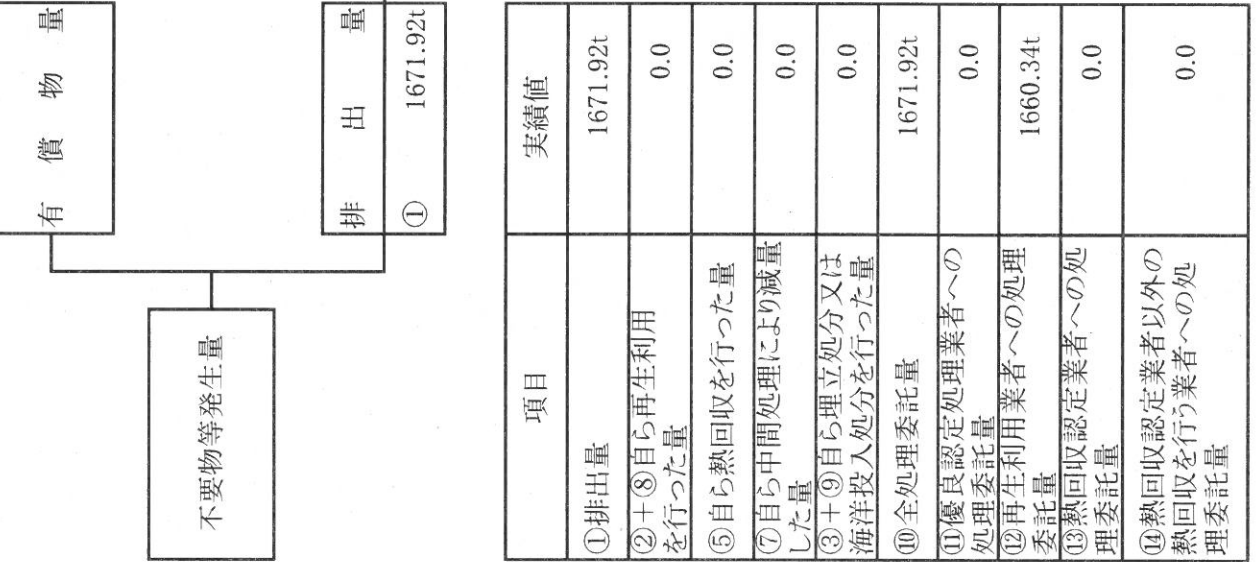 不要物等発生量
有償物量
排出量
① 1671.92t
項目 実績値
①排出量 1671.92t
②＋⑧自ら再生利用
を行った量 0.0
⑤自ら熱回収を行った量 0.0
⑦自ら中間処理により減量
した量 0.0
③＋⑨自ら埋立処分又は
海洋投入処分を行った量 0.0
⑩全処理委託量 1671.92t
⑪優良認定処理業者への
処理委託量 0.0
⑫再生利用業者への処理
委託量 1660.34t
⑬熱回収認定業者への処
理委託量 0.0
⑭熱回収認定業者以外の
熱回収を行う業者への処
理委託量 0.0